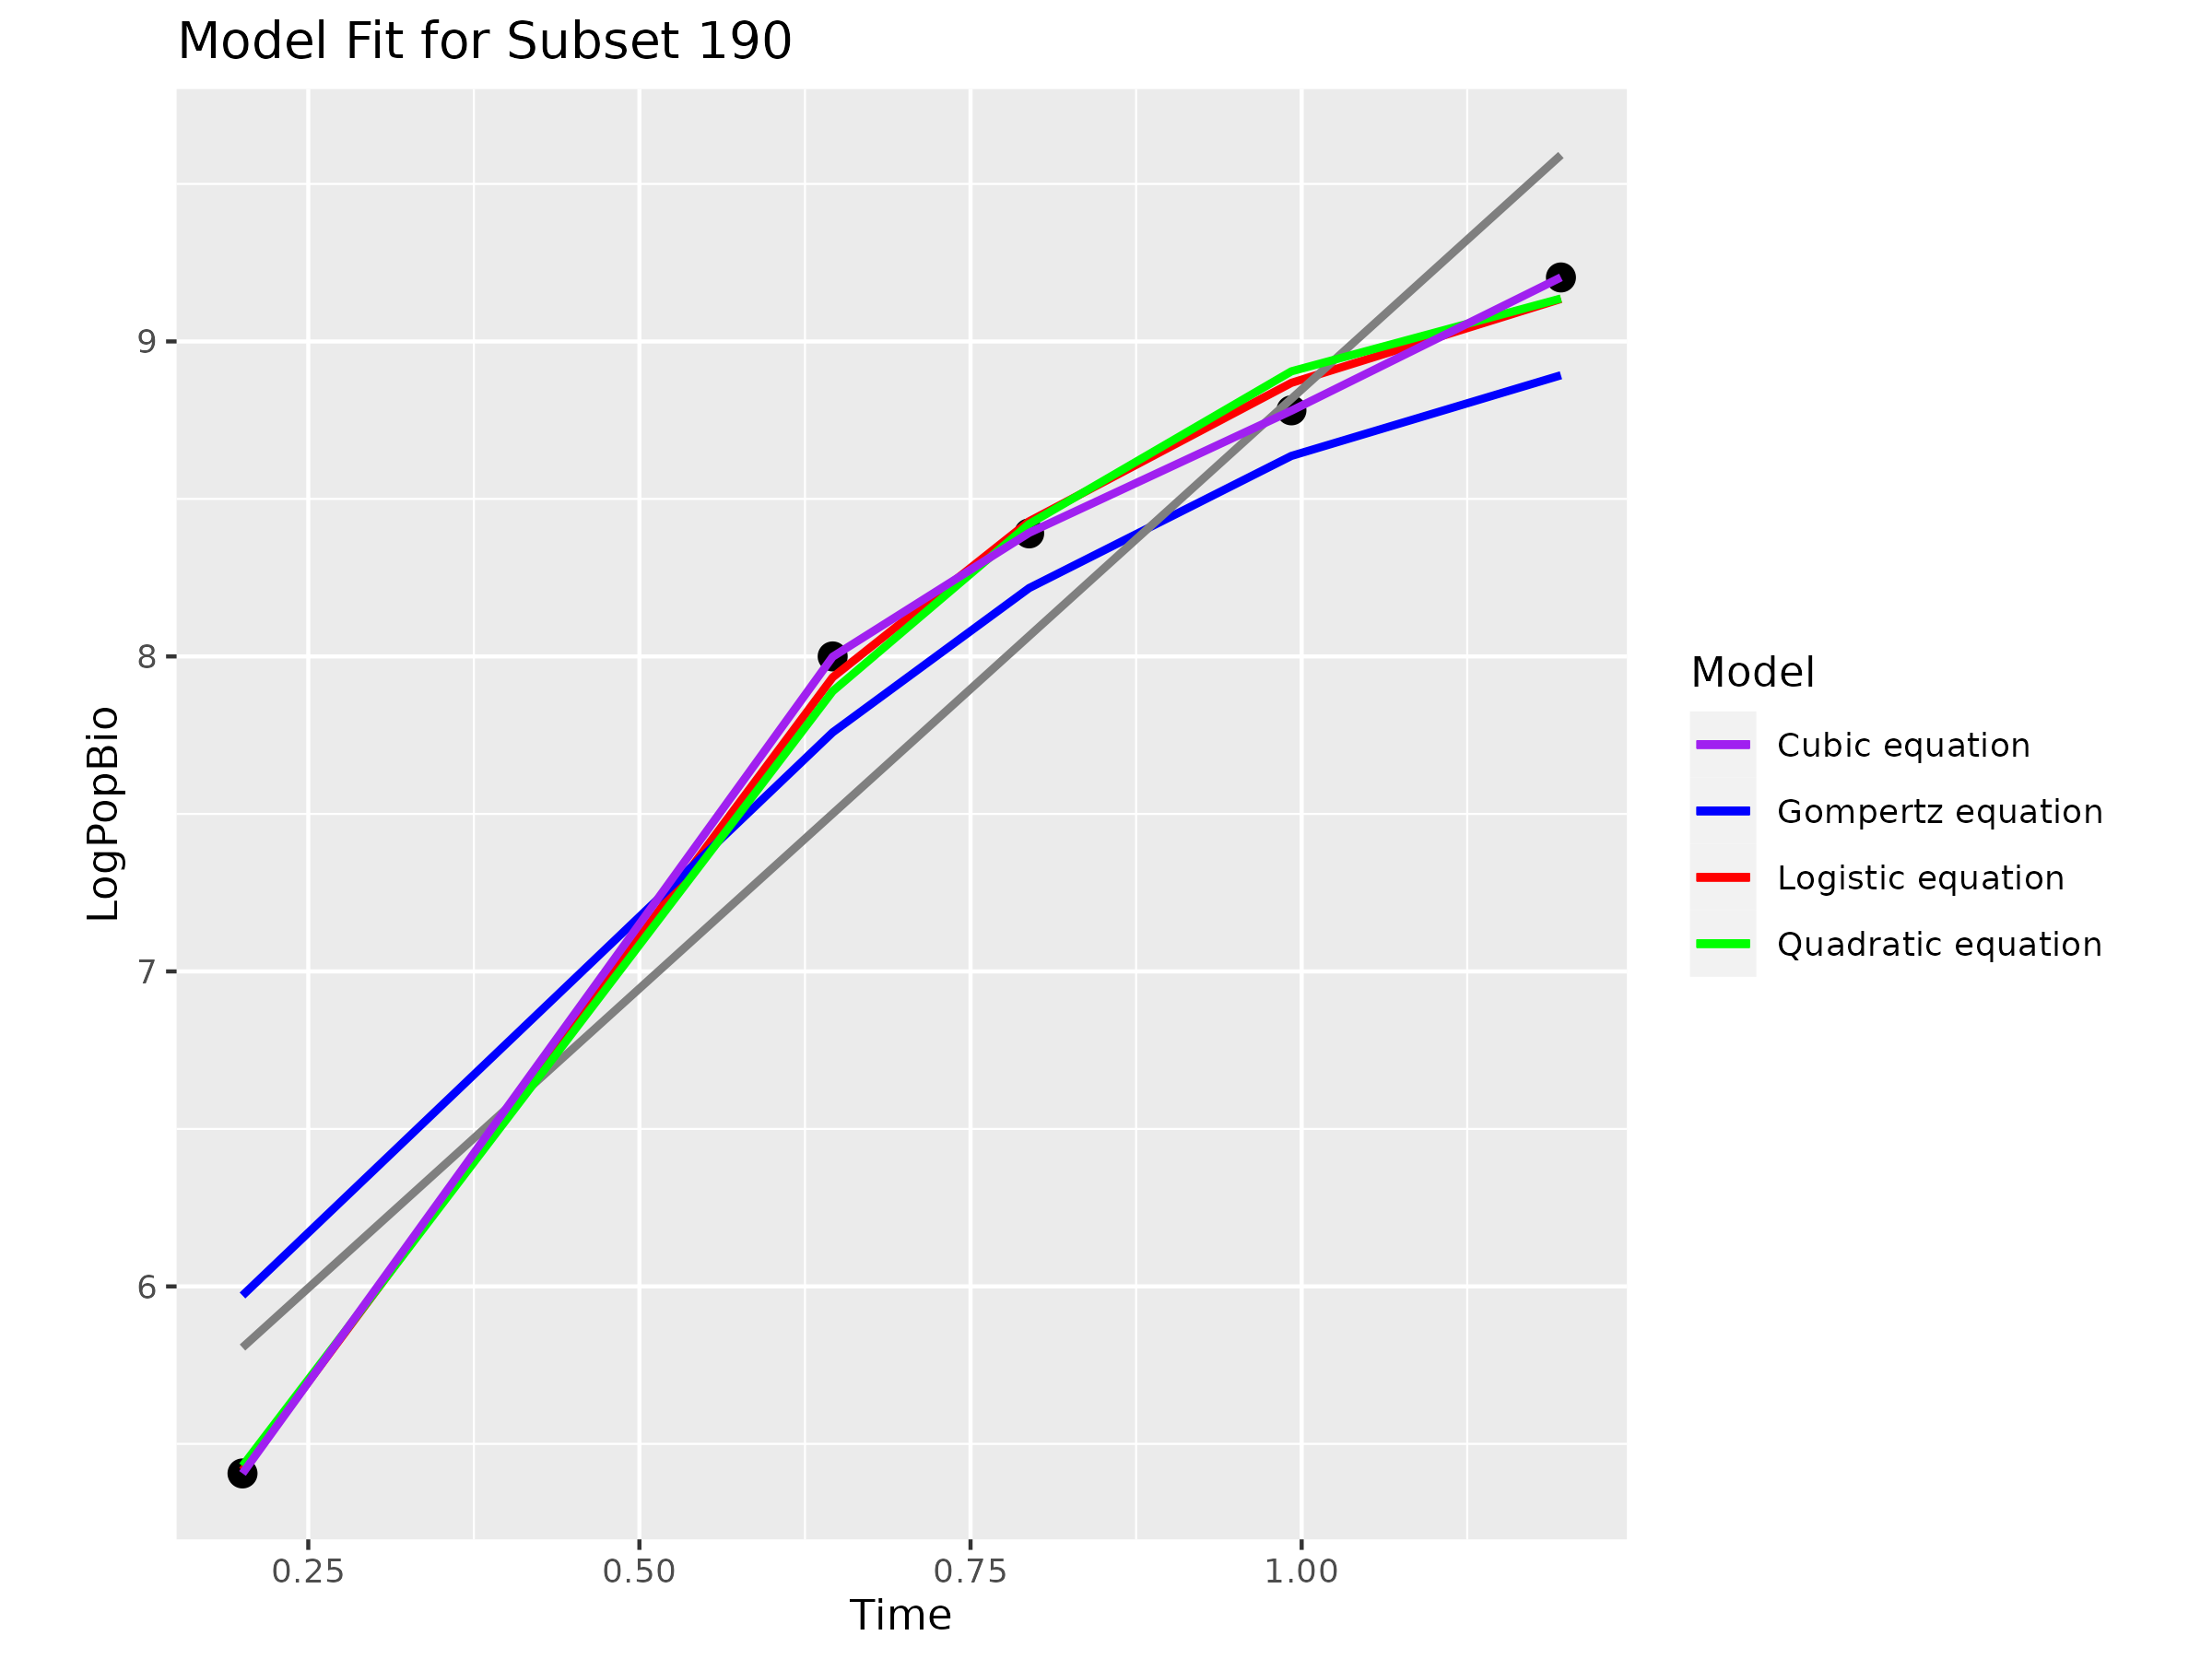 Model Fit for Subset 190
LogPopBio
9
8
7
6
0.25 0.50 0.75 1.00
Time
Model
Cubic equation
Gompertz equation
Logistic equation
Quadratic equation